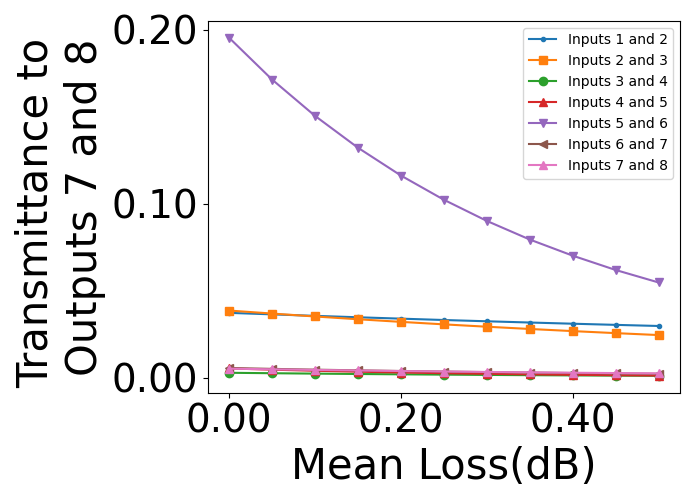 Transmittance to
Outputs 7 and 8
0.20
0.10
0.00
Inputs 1 and 2
Inputs 2 and 3
Inputs 3 and 4
Inputs 4 and 5
Inputs 5 and 6
Inputs 6 and 7
Inputs 7 and 8
0.00 0.20 0.40
Mean Loss(dB)